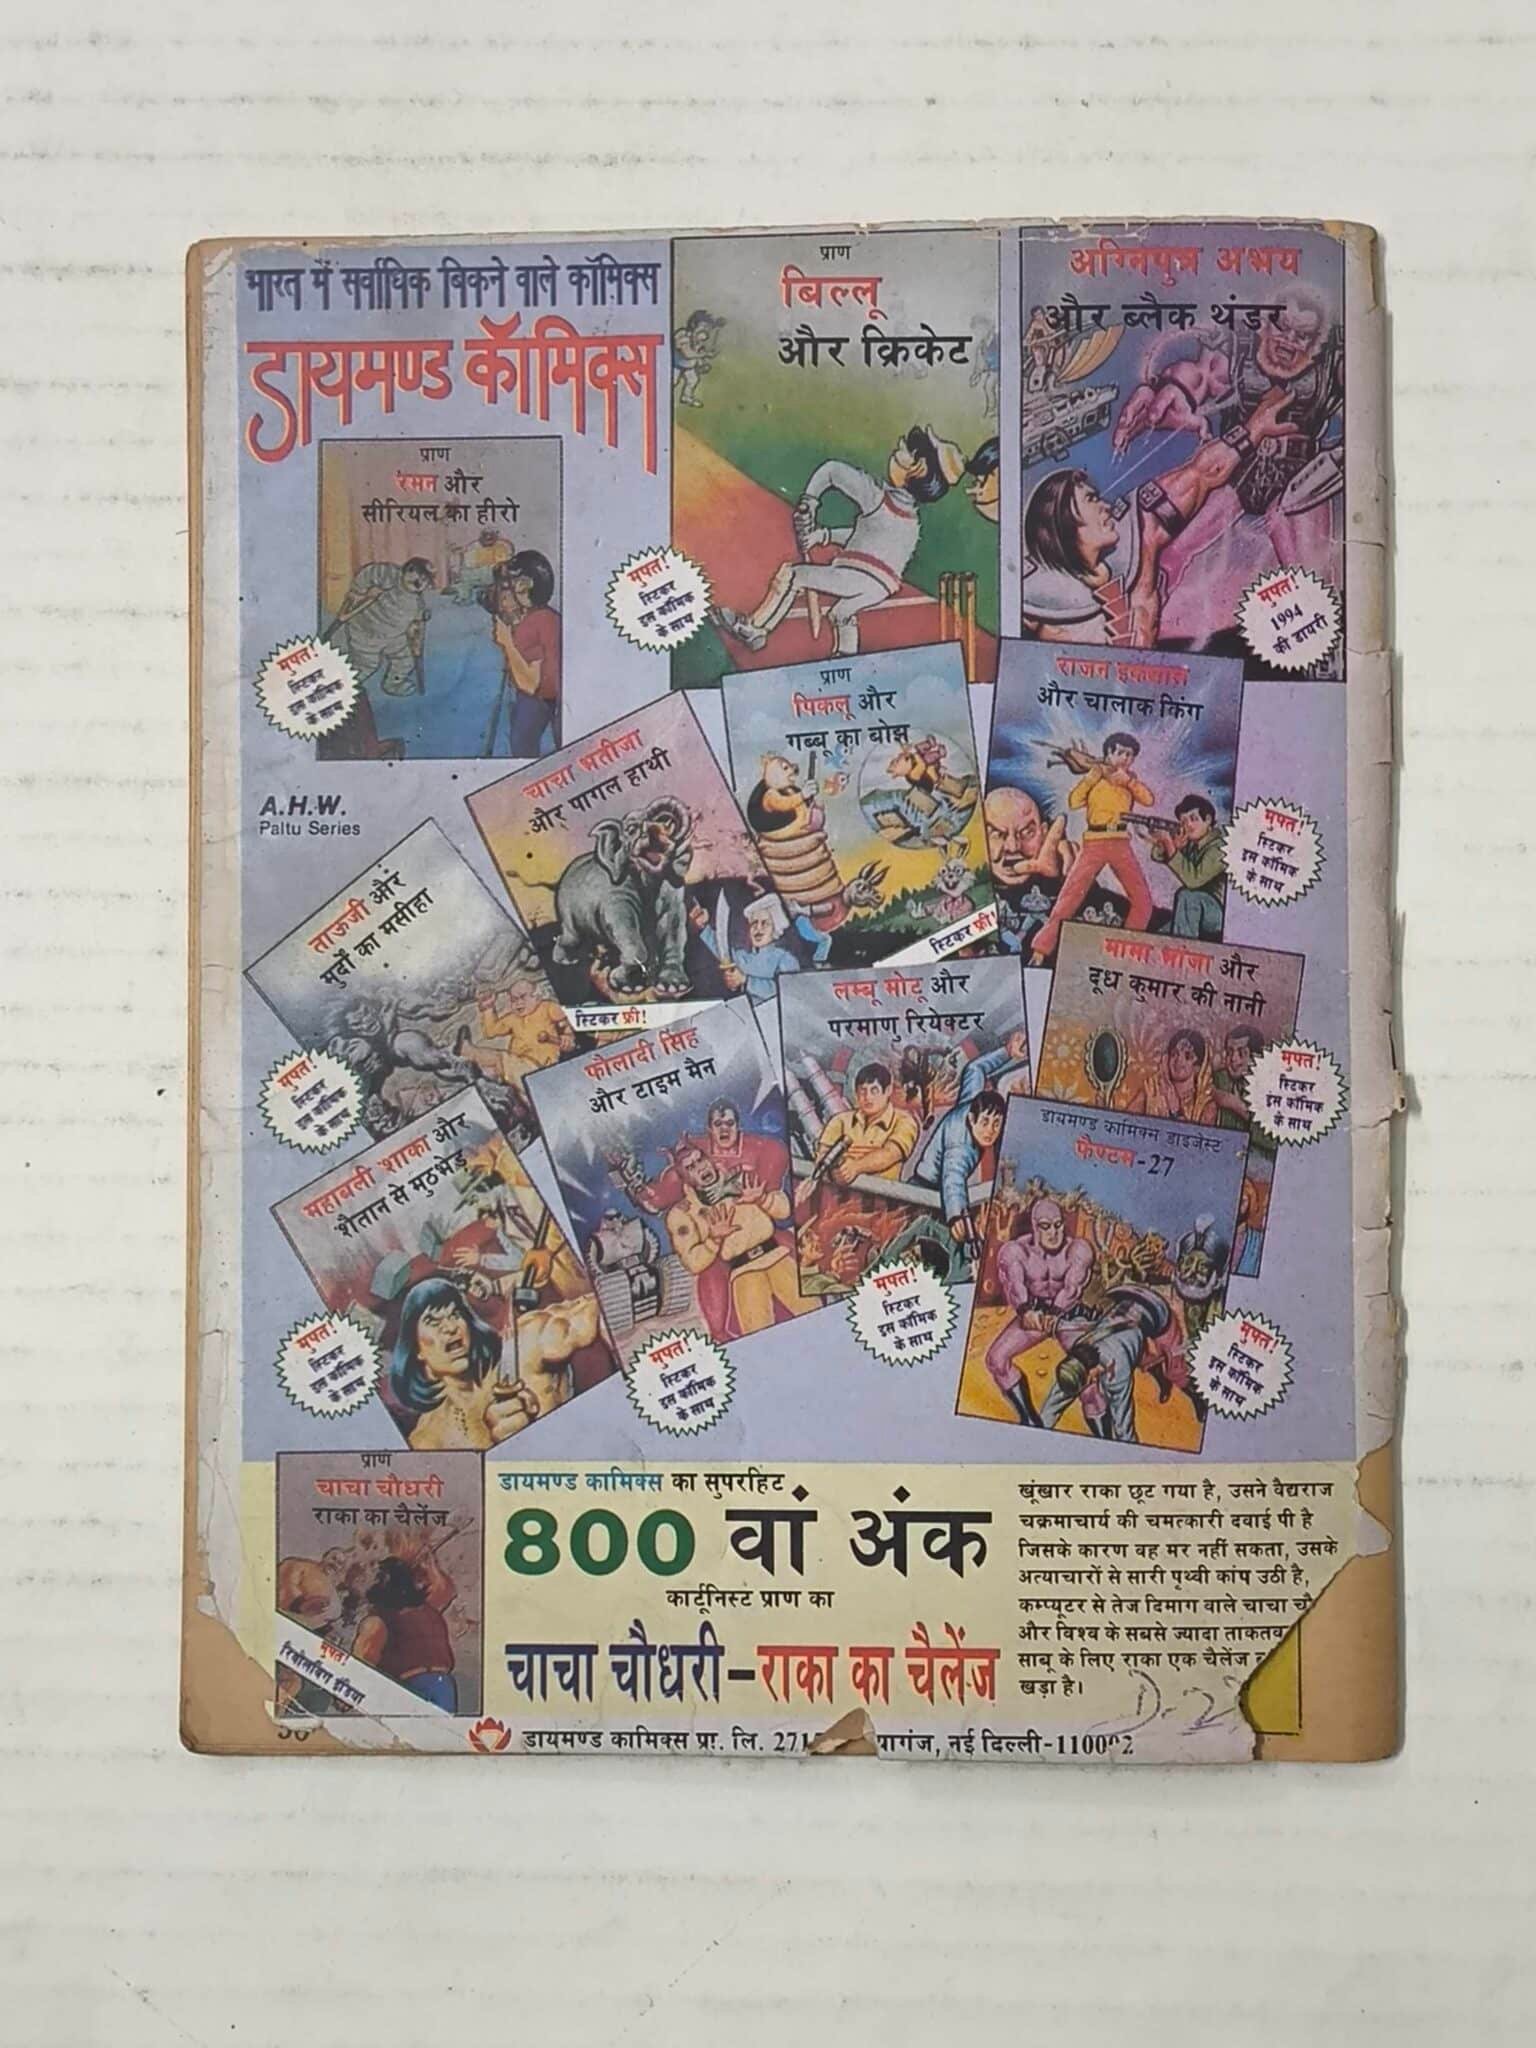 भारत में सर्वाधिक बिकने वाले कॉमिक्स
डायमण्ड कॉमिक्स
प्राण
रमन और
सीरियल का हीरो
मुफ्त!
स्टिकर
इस कॉमिक
के साथ
प्राण
बिल्लू
और क्रिकेट
मुफ्त!
स्टिकर
इस कॉमिक
के साथ
अग्निपुत्र अभय
और ब्लैक थंडर
मुफ्त!
1994
की डायरी
A.H.W.
Paltu Series
चाचा भतीजा
और पागल हाथी
स्टिकर फ्री!
प्राण
पिंकलू और
गब्बू का बोझ
स्टिकर फ्री!
राजन इकबाल
और चालाक किंग
मुफ्त!
स्टिकर
इस कॉमिक
के साथ
ताऊजी और
मुर्दों का मसीहा
मुफ्त!
स्टिकर
इस कॉमिक
के साथ
फौलादी सिंह
और टाइम मैन
मुफ्त!
स्टिकर
इस कॉमिक
के साथ
लम्बू मोटू और
परमाणु रियेक्टर
मुफ्त!
स्टिकर
इस कॉमिक
के साथ
मामा भांजा और
दूध कुमार की नानी
मुफ्त!
स्टिकर
इस कॉमिक
के साथ
महाबली शाका और
शैतान से मुठभेड़
मुफ्त!
स्टिकर
इस कॉमिक
के साथ
डायमण्ड कामिक्स डाइजेस्ट
फैण्टम-27
मुफ्त!
स्टिकर
इस कॉमिक
के साथ
प्राण
चाचा चौधरी
राका का चैलेंज
मुफ्त!
डायमण्ड कामिक्स का सुपरहिट
800 वां अंक
कार्टूनिस्ट प्राण का
चाचा चौधरी-राका का चैलेंज
खूंखार राका छूट गया है, उसने वैद्यराज
चक्रमाचार्य की चमत्कारी दवाई पी है
जिसके कारण वह मर नहीं सकता, उसके
अत्याचारों से सारी पृथ्वी कांप उठी है,
कम्प्यूटर से तेज दिमाग वाले चाचा
और विश्व के सबसे ज्यादा
साबू के लिए राका एक चैलेंज
खड़ा है।
डायमण्ड कामिक्स प्रा. लि. नई दिल्ली-110002